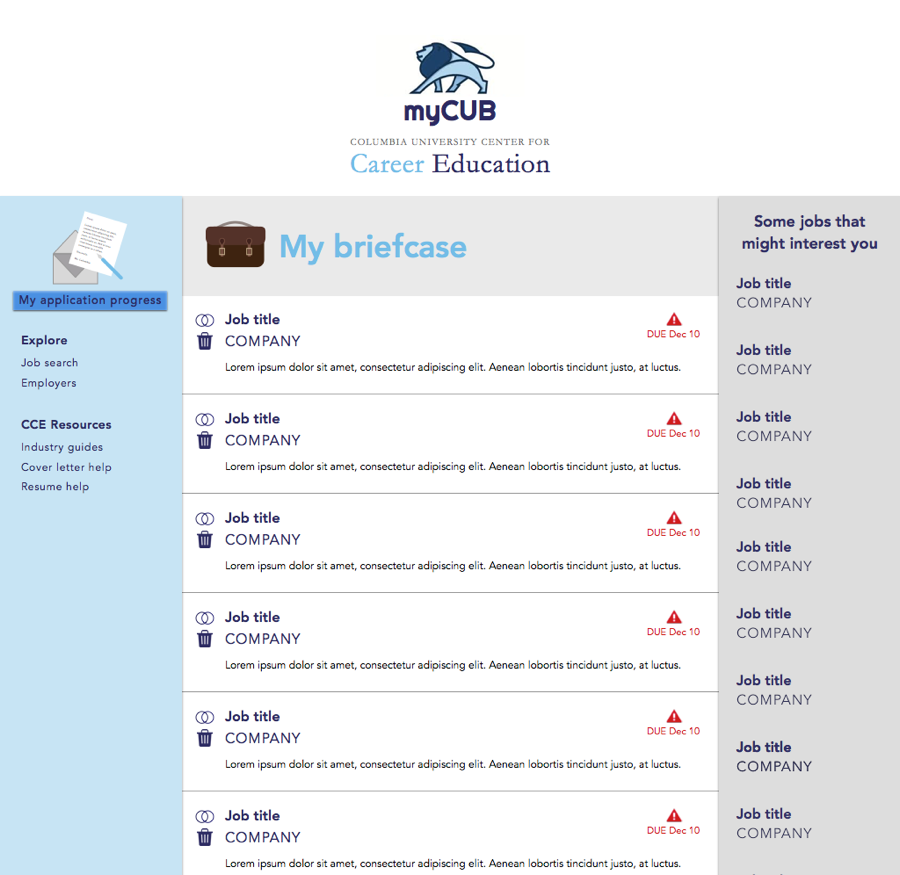 myCUB
COLUMBIA UNIVERSITY CENTER FOR
Career Education
My application progress
Explore
Job search
Employers
CCE Resources
Industry guides
Cover letter help
Resume help
My briefcase
Job title
COMPANY
DUE Dec 10
Lorem ipsum dolor sit amet, consectetur adipiscing elit. Aenean lobortis tincidunt justo, at luctus.
Job title
COMPANY
DUE Dec 10
Lorem ipsum dolor sit amet, consectetur adipiscing elit. Aenean lobortis tincidunt justo, at luctus.
Job title
COMPANY
DUE Dec 10
Lorem ipsum dolor sit amet, consectetur adipiscing elit. Aenean lobortis tincidunt justo, at luctus.
Job title
COMPANY
DUE Dec 10
Lorem ipsum dolor sit amet, consectetur adipiscing elit. Aenean lobortis tincidunt justo, at luctus.
Job title
COMPANY
DUE Dec 10
Lorem ipsum dolor sit amet, consectetur adipiscing elit. Aenean lobortis tincidunt justo, at luctus.
Job title
COMPANY
DUE Dec 10
Lorem ipsum dolor sit amet, consectetur adipiscing elit. Aenean lobortis tincidunt justo, at luctus.
Some jobs that
might interest you
Job title
COMPANY
Job title
COMPANY
Job title
COMPANY
Job title
COMPANY
Job title
COMPANY
Job title
COMPANY
Job title
COMPANY
Job title
COMPANY
Job title
COMPANY